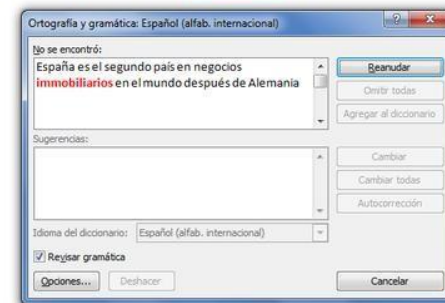 Ortografía y gramática: Español (alfab. internacional)
No se encontró:
España es el segundo país en negocios
immobiliarios en el mundo después de Alemania
Reanudar
Omitir todas
Agregar al diccionario
Sugerencias:
Cambiar
Cambiar todas
Autocorrección
Idioma del diccionario: Español (alfab. internacional)
Revisar gramática
Opciones... Deshacer Cancelar